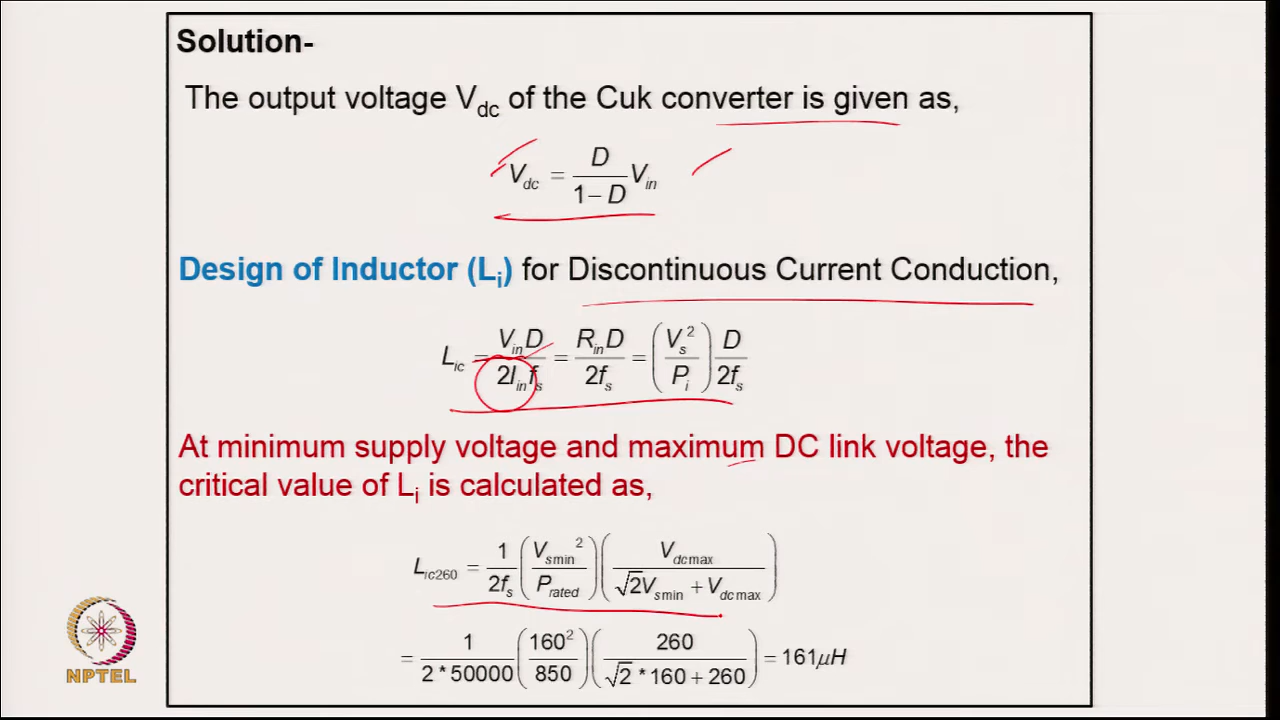 Solution-
The output voltage V_dc of the Cuk converter is given as,
V_dc = D / (1 − D) V_in
Design of Inductor (L_i) for Discontinuous Current Conduction,
L_ic = V_in D / (2I_in f_s) = R_in D / (2f_s) = (V_s^2 / P_i) D / (2f_s)
At minimum supply voltage and maximum DC link voltage, the
critical value of L_i is calculated as,
L_ic260 = 1 / (2f_s) (V_smin^2 / P_rated) (V_dcmax / (√2V_smin + V_dcmax))
= 1 / (2*50000) (160^2 / 850) (260 / (√2*160+260)) = 161μH
NPTEL